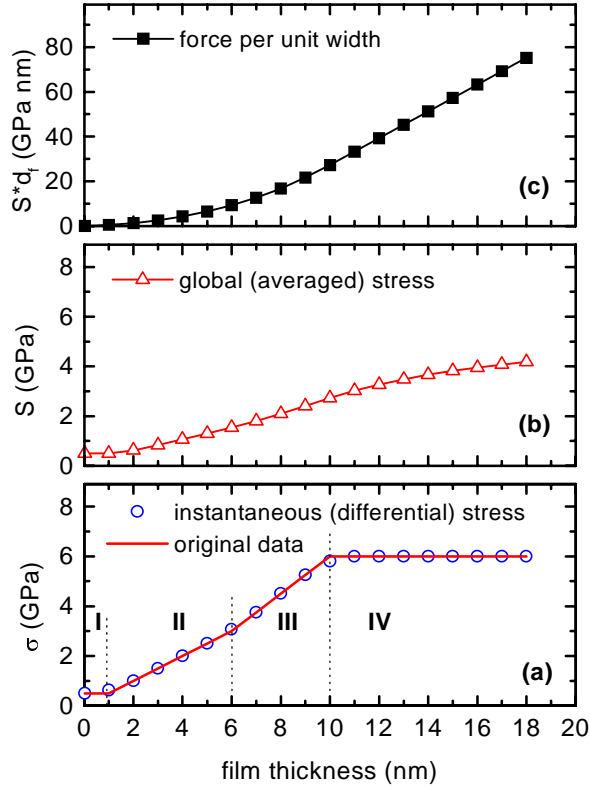 force per unit width
80
60
40
20
0
S*d_f (GPa nm)
(c)
global (averaged) stress
8
6
4
2
0
S (GPa)
(b)
instantaneous (differential) stress
original data
8
6
4
2
0
σ (GPa)
I II III IV
(a)
0 2 4 6 8 10 12 14 16 18 20
film thickness (nm)